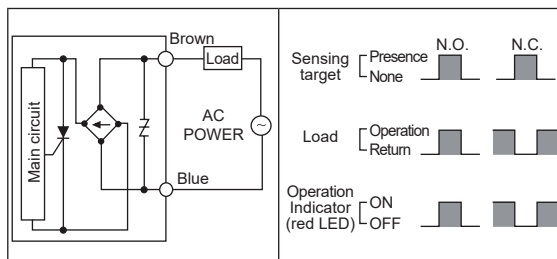 Brown
Load
Main circuit
AC
POWER
~
Blue
N.O.
N.C.
Sensing
target
Presence
None
Load
Operation
Return
Operation
Indicator
(red LED)
ON
OFF